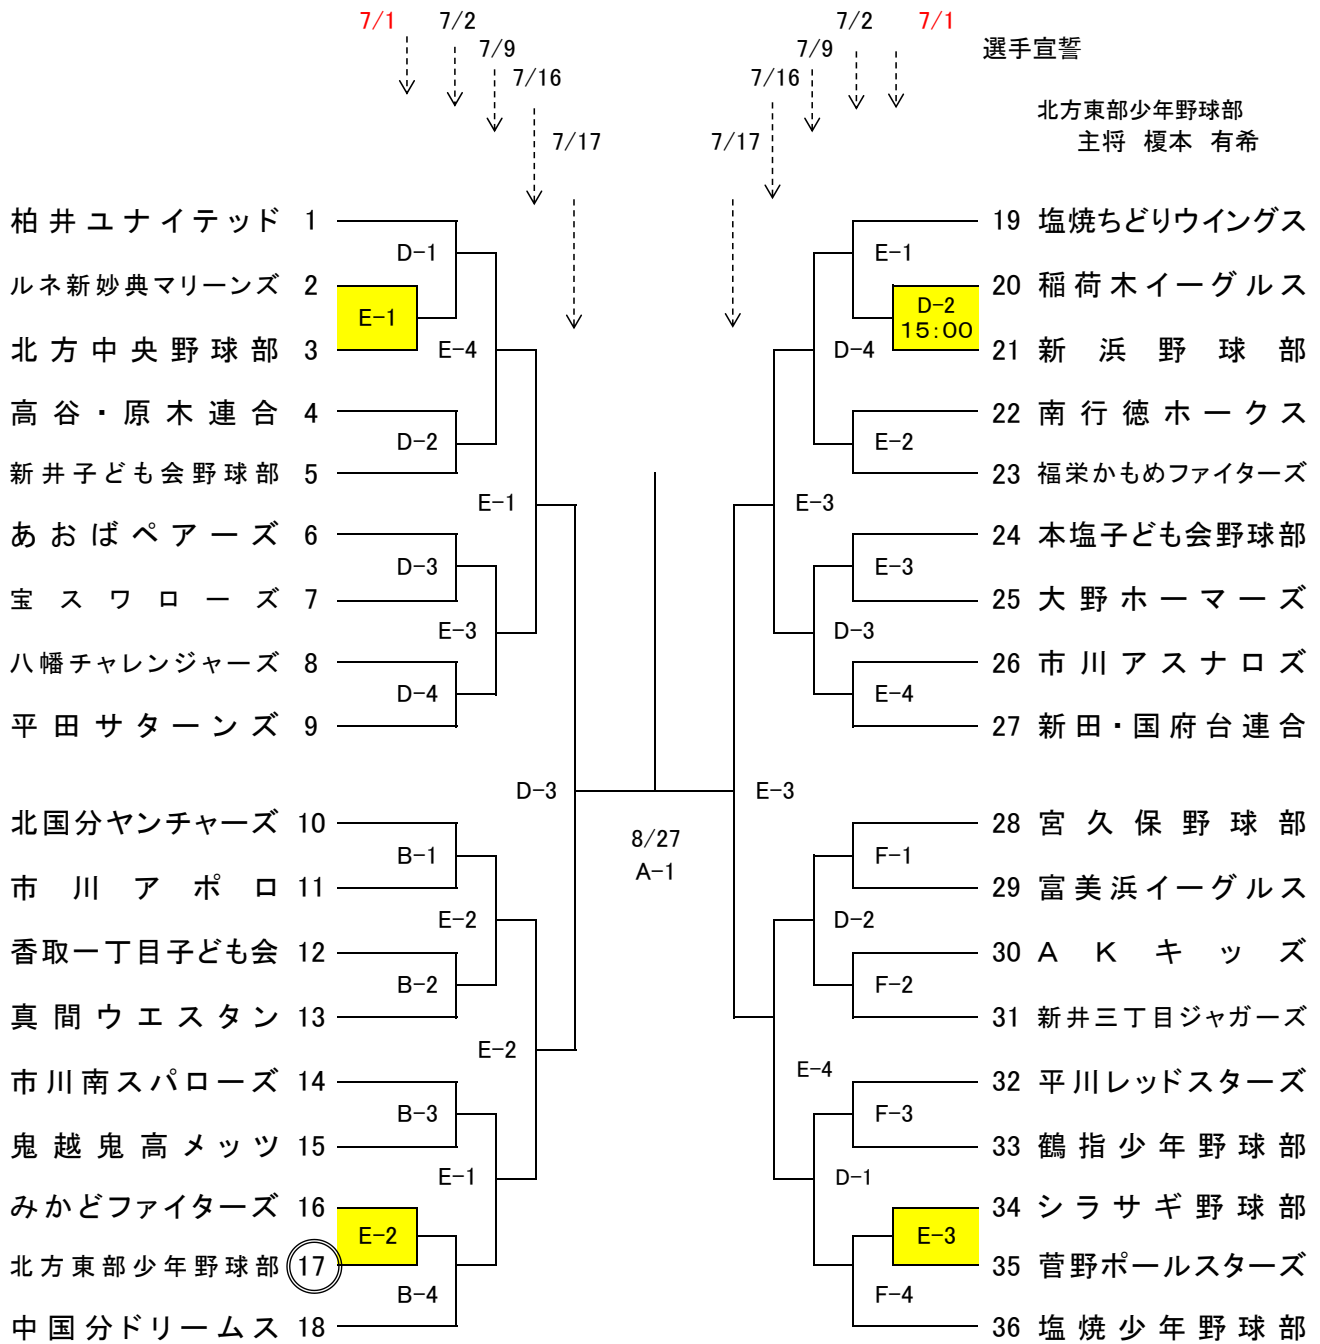 7/1 7/2 7/2 7/1
7/9 7/9 選手宣誓
7/16 7/16
北方東部少年野球部
7/17 7/17 主将 榎本 有希
柏井ユナイテッド 1 19 塩焼ちどりウイングス
D-1 E-1
ルネ新妙典マリーンズ 2 20 稲荷木イーグルス
E-1 D-2
15:00
北方中央野球部 3 E-4 D-4 21 新浜野球部
高谷・原木連合 4 22 南行徳ホークス
D-2 E-2
新井子ども会野球部 5 23 福栄かもめファイターズ
E-1 E-3
あおばペアーズ 6 24 本塩子ども会野球部
D-3 E-3
宝スワローズ 7 25 大野ホーマーズ
E-3 D-3
八幡チャレンジャーズ 8 26 市川アスナロズ
D-4 E-4
平田サターンズ 9 27 新田・国府台連合
D-3 E-3
北国分ヤンチャーズ 10 28 宮久保野球部
8/27
B-1 F-1
A-1
市川アポロ 11 29 富美浜イーグルス
E-2 D-2
香取一丁目子ども会 12 30 AKキッズ
B-2 F-2
真間ウエスタン 13 31 新井三丁目ジャガーズ
E-2 E-4
市川南スパローズ 14 32 平川レッドスターズ
B-3 F-3
鬼越鬼高メッツ 15 33 鶴指少年野球部
E-1 D-1
みかどファイターズ 16 34 シラサギ野球部
E-2 E-3
北方東部少年野球部 17 35 菅野ポールスターズ
B-4 F-4
中国分ドリームス 18 36 塩焼少年野球部